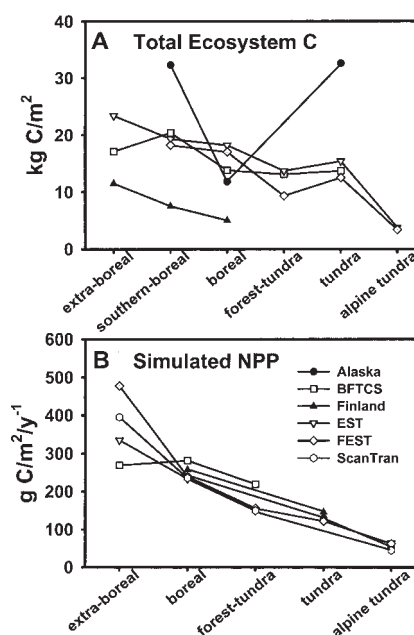 A Total Ecosystem C
kg C/m²
40
30
20
10
0
extra-boreal
southern-boreal
boreal
forest-tundra
tundra
alpine tundra
B Simulated NPP
g C/m²/y⁻¹
600
500
400
300
200
100
0
Alaska
BFTCS
Finland
EST
FEST
ScanTran
extra-boreal
boreal
forest-tundra
tundra
alpine tundra